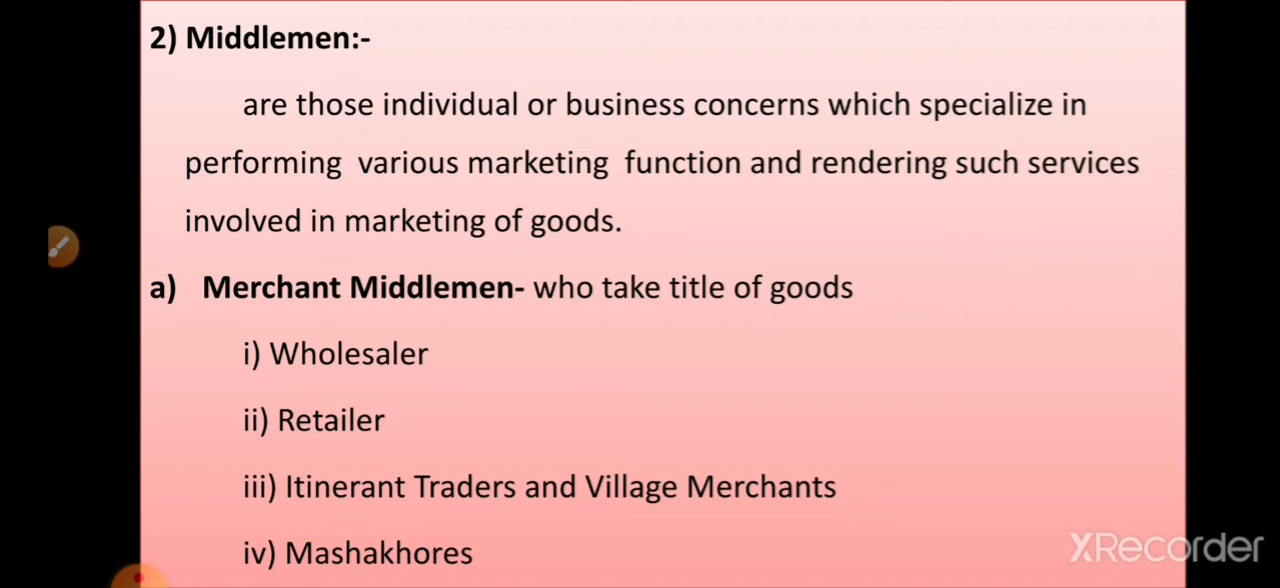 2) Middlemen:-
are those individual or business concerns which specialize in
performing various marketing function and rendering such services
involved in marketing of goods.
a) Merchant Middlemen- who take title of goods
i) Wholesaler
ii) Retailer
iii) Itinerant Traders and Village Merchants
iv) Mashakhores
XRecorder